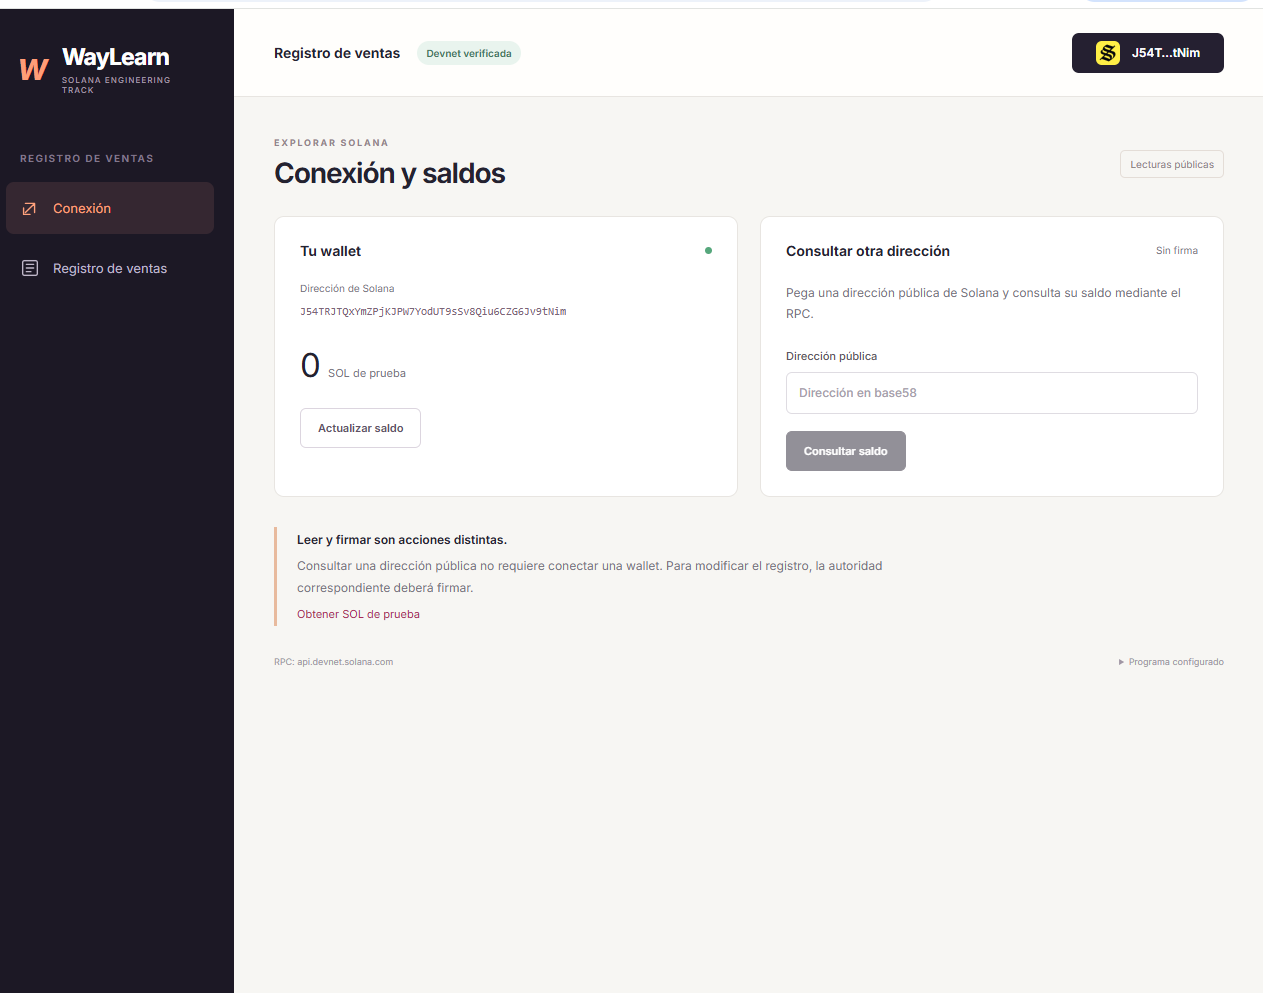 W WayLearn
SOLANA ENGINEERING
TRACK
REGISTRO DE VENTAS
Conexión
Registro de ventas
Registro de ventas
Devnet verificada
J54T...tNim
EXPLORAR SOLANA
Conexión y saldos
Lecturas públicas
Tu wallet
Dirección de Solana
J54TRJTQxYmZPjKJPW7YodUT9sSv8Qiu6CZG6Jv9tNim
0 SOL de prueba
Actualizar saldo
Consultar otra dirección
Sin firma
Pega una dirección pública de Solana y consulta su saldo mediante el
RPC.
Dirección pública
Dirección en base58
Consultar saldo
Leer y firmar son acciones distintas.
Consultar una dirección pública no requiere conectar una wallet. Para modificar el registro, la autoridad
correspondiente deberá firmar.
Obtener SOL de prueba
RPC: api.devnet.solana.com
Programa configurado